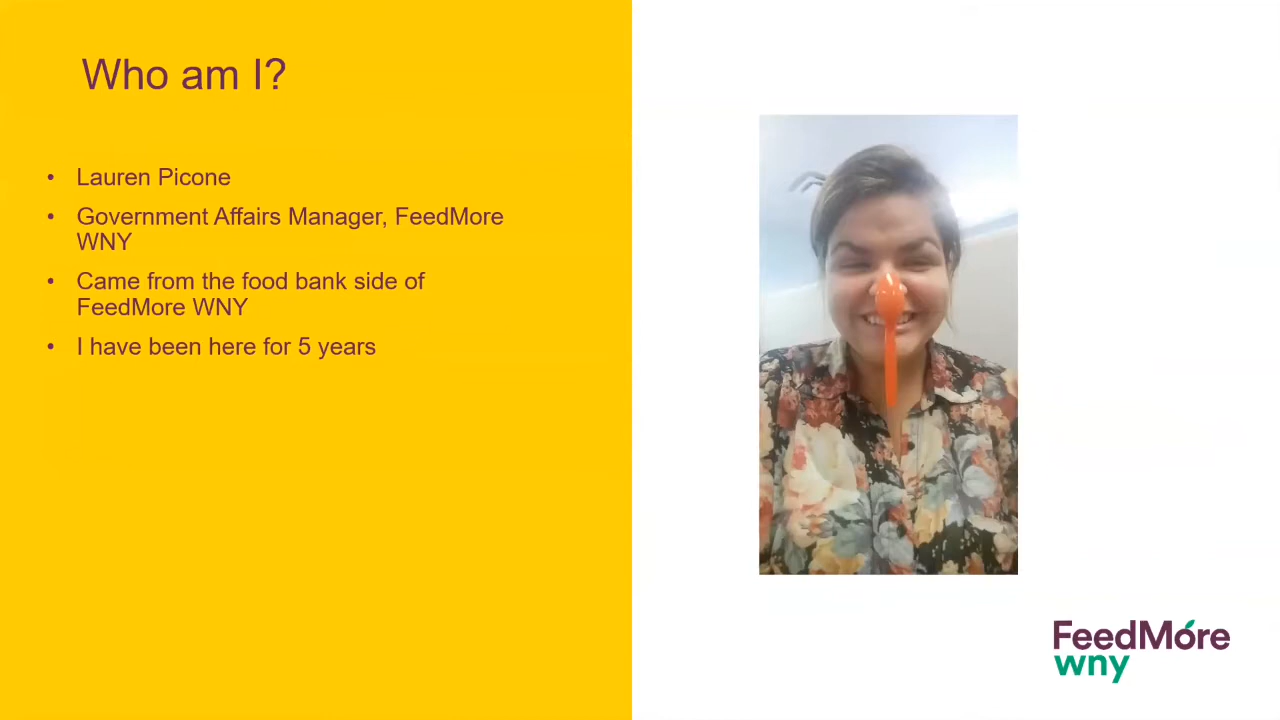 Who am I?
• Lauren Picone
• Government Affairs Manager, FeedMore
WNY
• Came from the food bank side of
FeedMore WNY
• I have been here for 5 years
FeedMore
wny